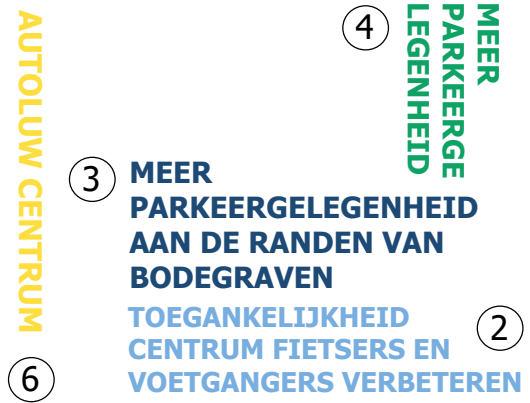 AUTOLUW CENTRUM
6
4
MEER
PARKEERGE
LEGENHEID
3
MEER
PARKEERGELEGENHEID
AAN DE RANDEN VAN
BODEGRAVEN
TOEGANKELIJKHEID
CENTRUM FIETSERS EN
VOETGANGERS VERBETEREN
2